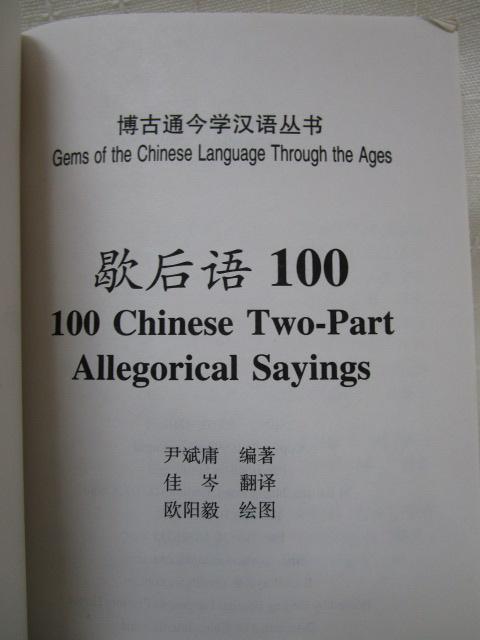 博古通今学汉语丛书
Gems of the Chinese Language Through the Ages
歇后语 100
100 Chinese Two-Part
Allegorical Sayings
尹斌庸 编著
佳 岑 翻译
欧阳毅 绘图